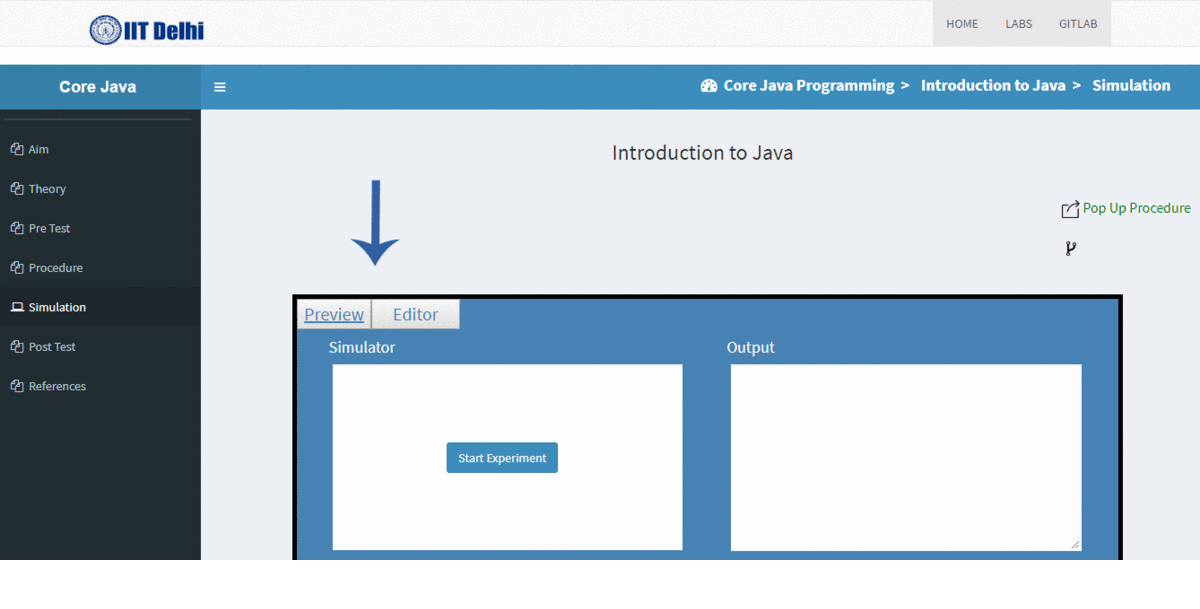 IIT Delhi
HOME LABS GITLAB
Core Java
Core Java Programming > Introduction to Java > Simulation
Aim
Theory
Pre Test
Procedure
Simulation
Post Test
References
Introduction to Java
Pop Up Procedure
Preview Editor
Simulator Output
Start Experiment